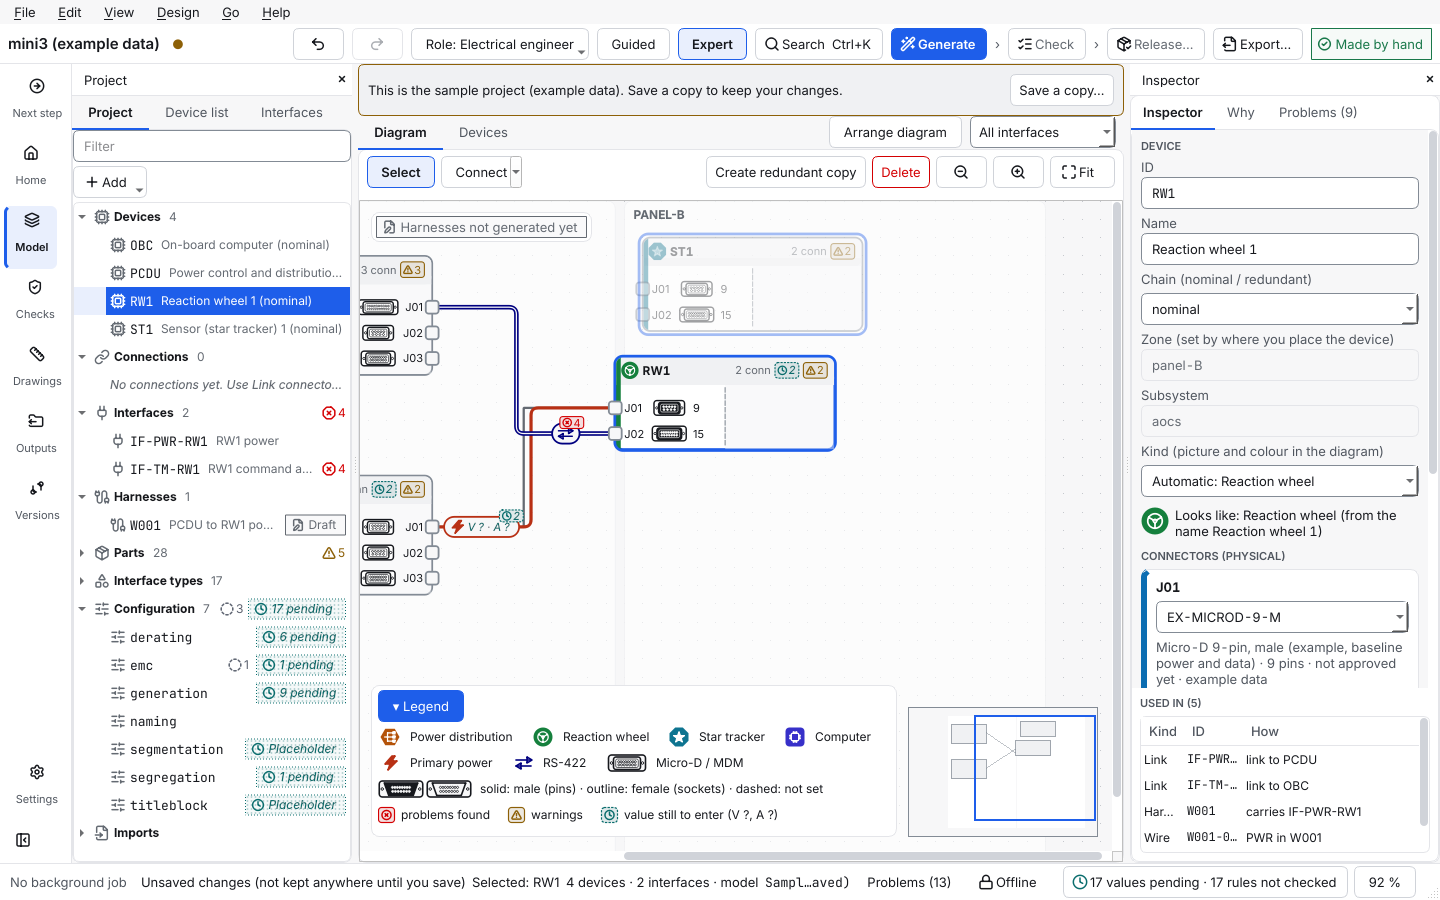 File Edit View Design Go Help
mini3 (example data)
Role: Electrical engineer
Guided
Expert
Search Ctrl+K
Generate
Check
Release...
Export...
Made by hand
Next step
Home
Model
Checks
Drawings
Outputs
Versions
Settings
Project
Project Device list Interfaces
Filter
Add
Devices 4
OBC On-board computer (nominal)
PCDU Power control and distributio...
RW1 Reaction wheel 1 (nominal)
ST1 Sensor (star tracker) 1 (nominal)
Connections 0
No connections yet. Use Link connecto...
Interfaces 2 4
IF-PWR-RW1 RW1 power
IF-TM-RW1 RW1 command a... 4
Harnesses 1
W001 PCDU to RW1 po... Draft
Parts 28 5
Interface types 17
Configuration 7 3 17 pending
derating 6 pending
emc 1 1 pending
generation 9 pending
naming
segmentation Placeholder
segregation 1 pending
titleblock Placeholder
Imports
This is the sample project (example data). Save a copy to keep your changes.
Save a copy...
Diagram Devices
Arrange diagram
All interfaces
Select
Connect
Create redundant copy
Delete
Fit
Harnesses not generated yet
PANEL-B
3 conn 3
J01
J02
J03
ST1 2 conn 2
J01 9
J02 15
RW1 2 conn 2 2
J01 9
J02 15
4
n 2 2
J01
J02
J03
2
V ? · A ?
▾ Legend
Power distribution Reaction wheel Star tracker Computer
Primary power RS-422 Micro-D / MDM
solid: male (pins) · outline: female (sockets) · dashed: not set
problems found warnings value still to enter (V ?, A ?)
Inspector
Inspector Why Problems (9)
DEVICE
ID
RW1
Name
Reaction wheel 1
Chain (nominal / redundant)
nominal
Zone (set by where you place the device)
panel-B
Subsystem
aocs
Kind (picture and colour in the diagram)
Automatic: Reaction wheel
Looks like: Reaction wheel (from the
name Reaction wheel 1)
CONNECTORS (PHYSICAL)
J01
EX-MICROD-9-M
Micro-D 9-pin, male (example, baseline
power and data) · 9 pins · not approved
yet · example data
USED IN (5)
Kind ID How
Link IF-PWR... link to PCDU
Link IF-TM-... link to OBC
Har... W001 carries IF-PWR-RW1
Wire W001-0... PWR in W001
No background job
Unsaved changes (not kept anywhere until you save)
Selected: RW1 4 devices · 2 interfaces · model Sampl…aved)
Problems (13)
Offline
17 values pending · 17 rules not checked
92 %